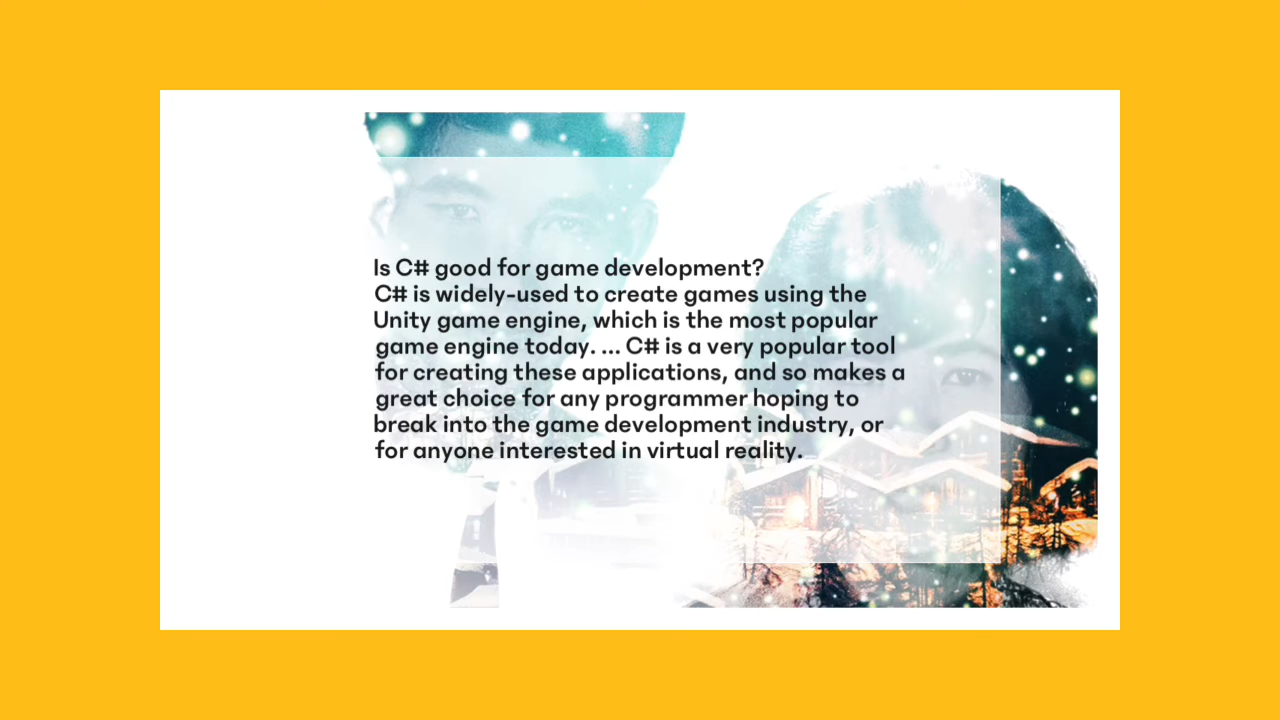 Is C# good for game development?
C# is widely-used to create games using the
Unity game engine, which is the most popular
game engine today. ... C# is a very popular tool
for creating these applications, and so makes a
great choice for any programmer hoping to
break into the game development industry, or
for anyone interested in virtual reality.